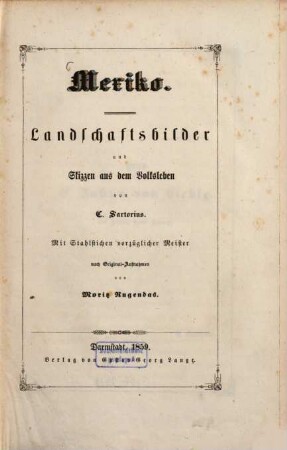 Mexiko.
Landschaftsbilder
und
Skizzen aus dem Volksleben
von
C. Sartorius.
Mit Stahlstichen vorzüglicher Meister
nach Original-Aufnahmen
von
Moritz Rugendas.
Darmstadt, 1859.
Verlag von Gustav Georg Lange.